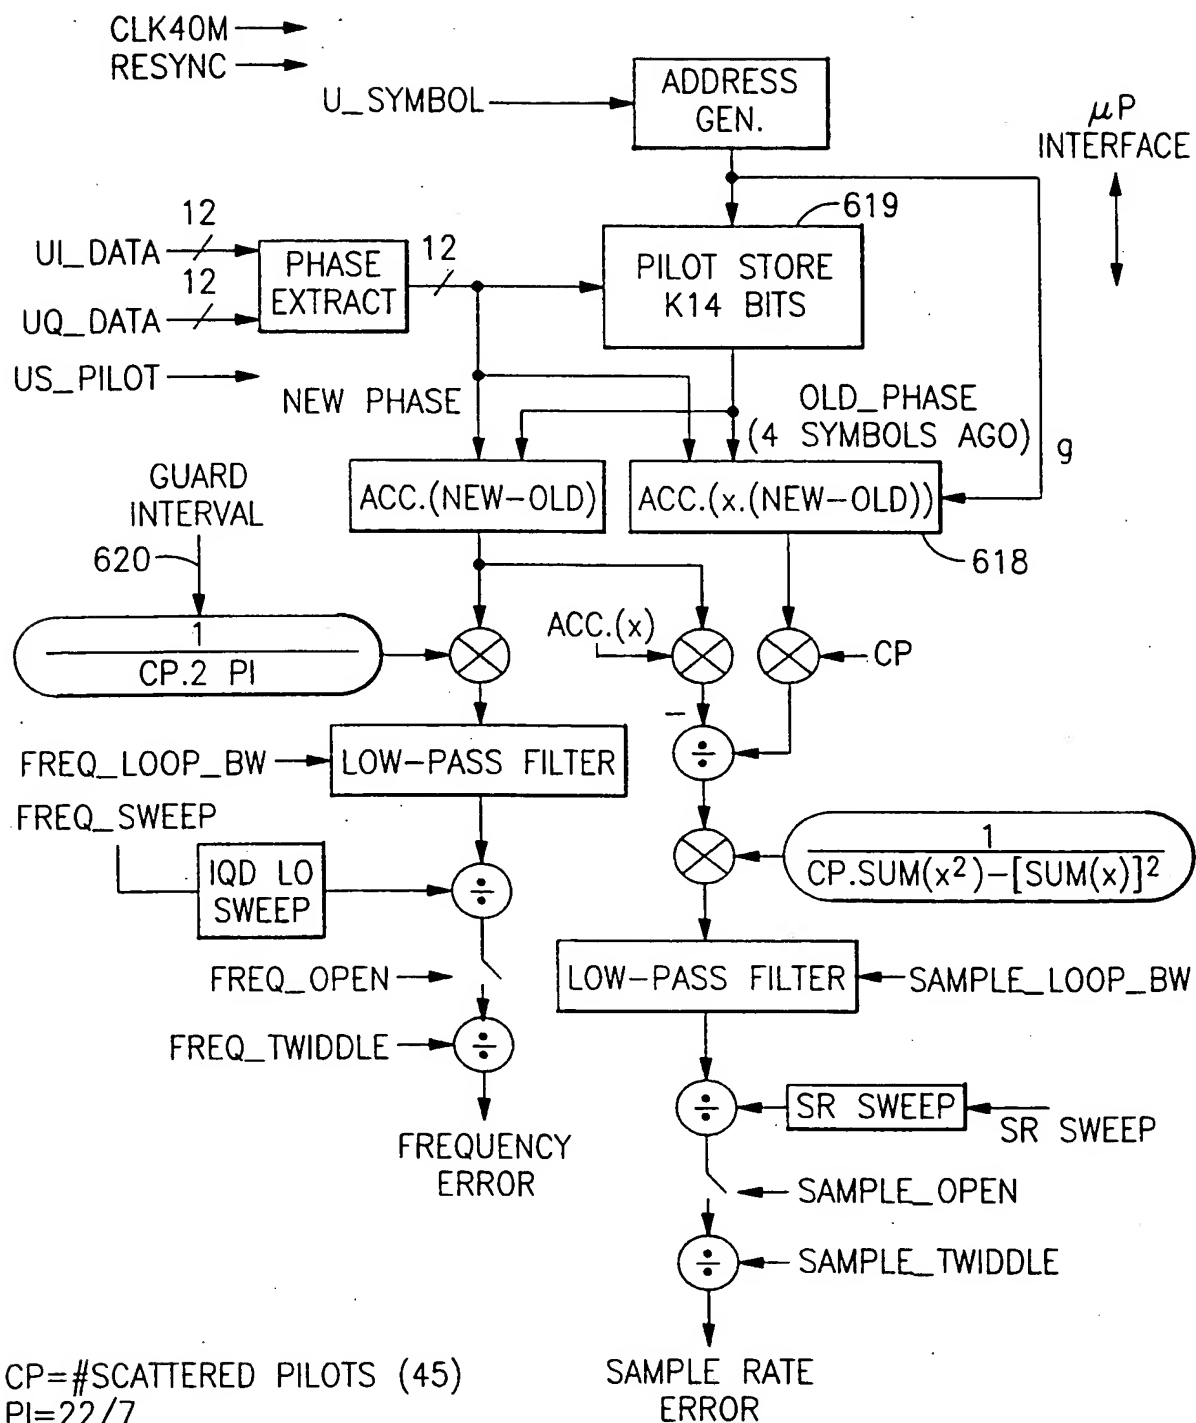 CLK40M
RESYNC
U_SYMBOL
ADDRESS
GEN.
μP
INTERFACE
619
12
UI_DATA
12
UQ_DATA
PHASE
EXTRACT
12
PILOT STORE
K14 BITS
US_PILOT
NEW PHASE
OLD_PHASE
(4 SYMBOLS AGO)
g
GUARD
INTERVAL
620
ACC.(NEW-OLD)
ACC.(x.(NEW-OLD))
618
1
CP.2 PI
ACC.(x)
CP
−
FREQ_LOOP_BW
LOW-PASS FILTER
÷
FREQ_SWEEP
IQD LO
SWEEP
÷
1
CP.SUM(x²)-[SUM(x)]²
FREQ_OPEN
LOW-PASS FILTER
SAMPLE_LOOP_BW
FREQ_TWIDDLE
÷
FREQUENCY
ERROR
÷
SR SWEEP
SR SWEEP
SAMPLE_OPEN
÷
SAMPLE_TWIDDLE
SAMPLE RATE
ERROR
CP=#SCATTERED PILOTS (45)
PI=22/7